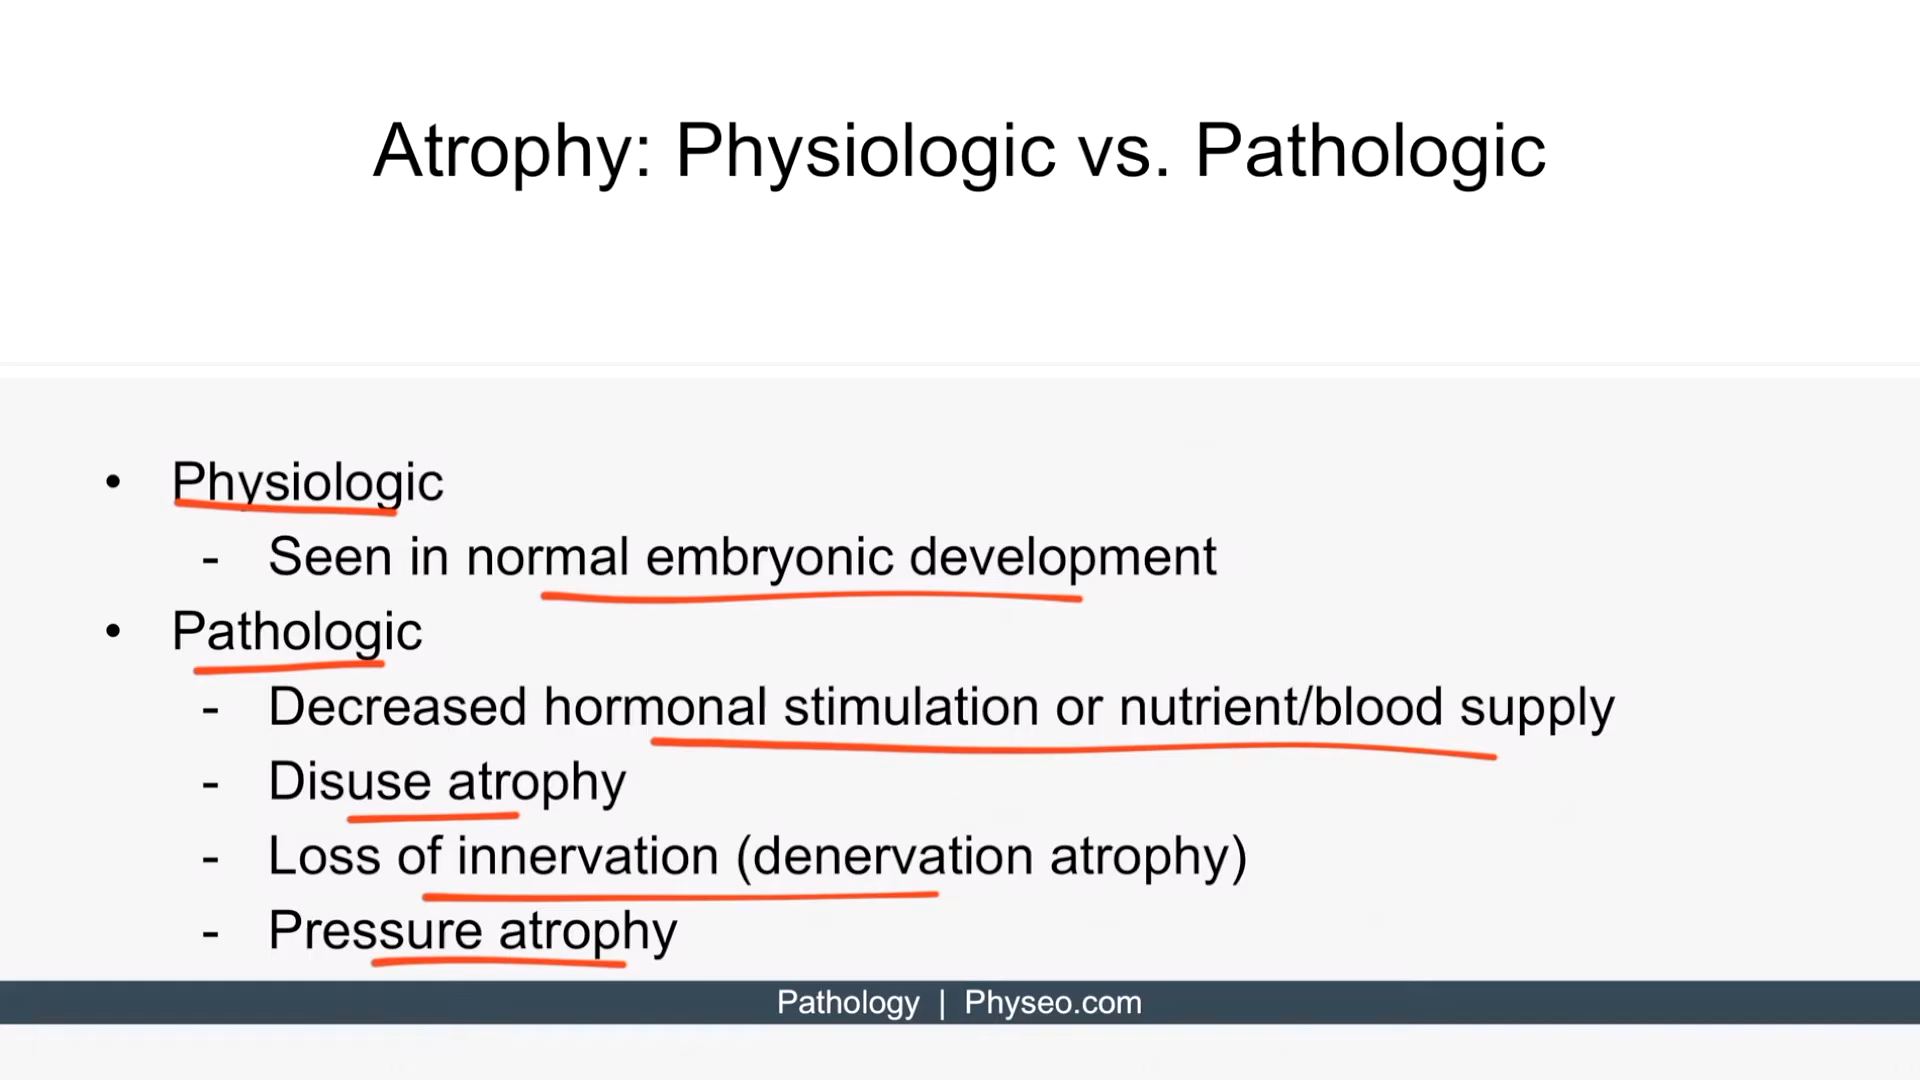 Atrophy: Physiologic vs. Pathologic
• Physiologic
- Seen in normal embryonic development
• Pathologic
- Decreased hormonal stimulation or nutrient/blood supply
- Disuse atrophy
- Loss of innervation (denervation atrophy)
- Pressure atrophy
Pathology | Physeo.com